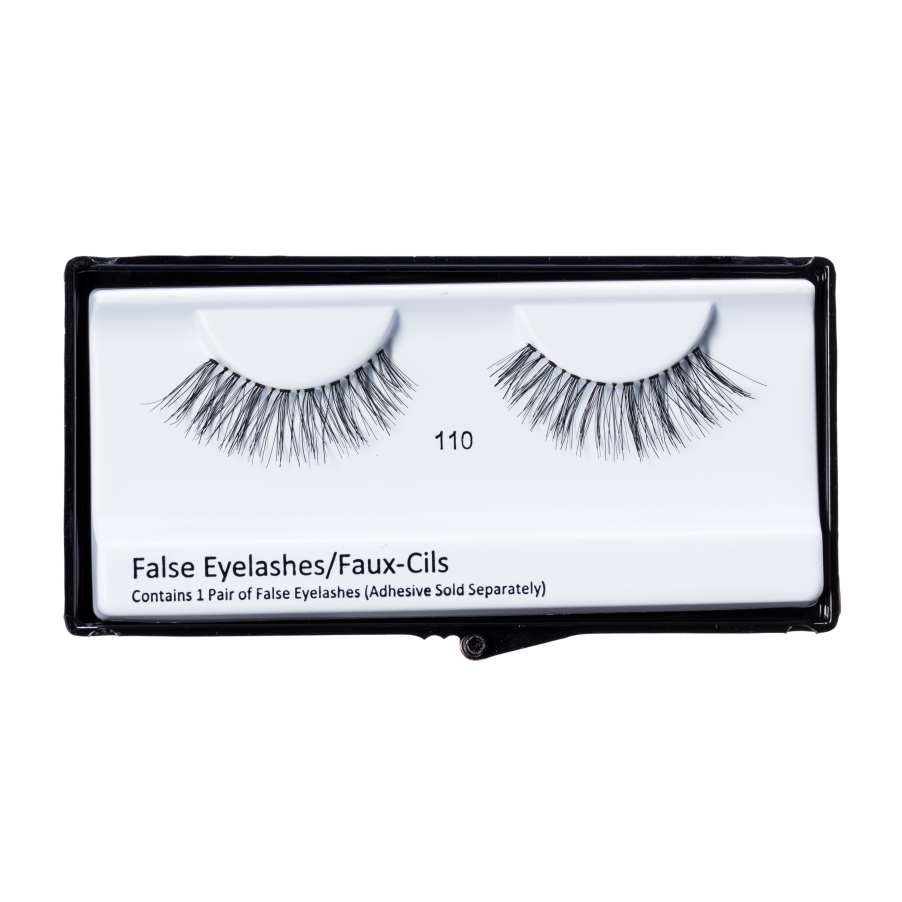 110
False Eyelashes/Faux-Cils
Contains 1 Pair of False Eyelashes (Adhesive Sold Separately)